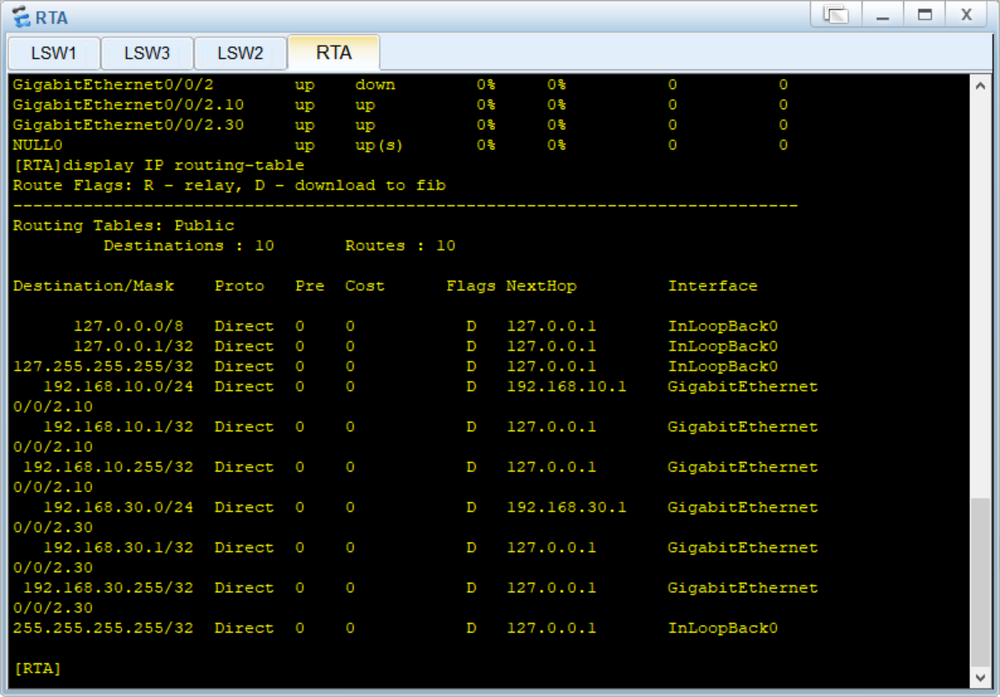 RTA
LSW1 LSW3 LSW2 RTA
GigabitEthernet0/0/2 up down 0% 0% 0 0
GigabitEthernet0/0/2.10 up up 0% 0% 0 0
GigabitEthernet0/0/2.30 up up 0% 0% 0 0
NULL0 up up(s) 0% 0% 0 0
[RTA]display IP routing-table
Route Flags: R - relay, D - download to fib
------------------------------------------------------------------------------
Routing Tables: Public
Destinations : 10 Routes : 10
Destination/Mask Proto Pre Cost Flags NextHop Interface
127.0.0.0/8 Direct 0 0 D 127.0.0.1 InLoopBack0
127.0.0.1/32 Direct 0 0 D 127.0.0.1 InLoopBack0
127.255.255.255/32 Direct 0 0 D 127.0.0.1 InLoopBack0
192.168.10.0/24 Direct 0 0 D 192.168.10.1 GigabitEthernet
0/0/2.10
192.168.10.1/32 Direct 0 0 D 127.0.0.1 GigabitEthernet
0/0/2.10
192.168.10.255/32 Direct 0 0 D 127.0.0.1 GigabitEthernet
0/0/2.10
192.168.30.0/24 Direct 0 0 D 192.168.30.1 GigabitEthernet
0/0/2.30
192.168.30.1/32 Direct 0 0 D 127.0.0.1 GigabitEthernet
0/0/2.30
192.168.30.255/32 Direct 0 0 D 127.0.0.1 GigabitEthernet
0/0/2.30
255.255.255.255/32 Direct 0 0 D 127.0.0.1 InLoopBack0
[RTA]